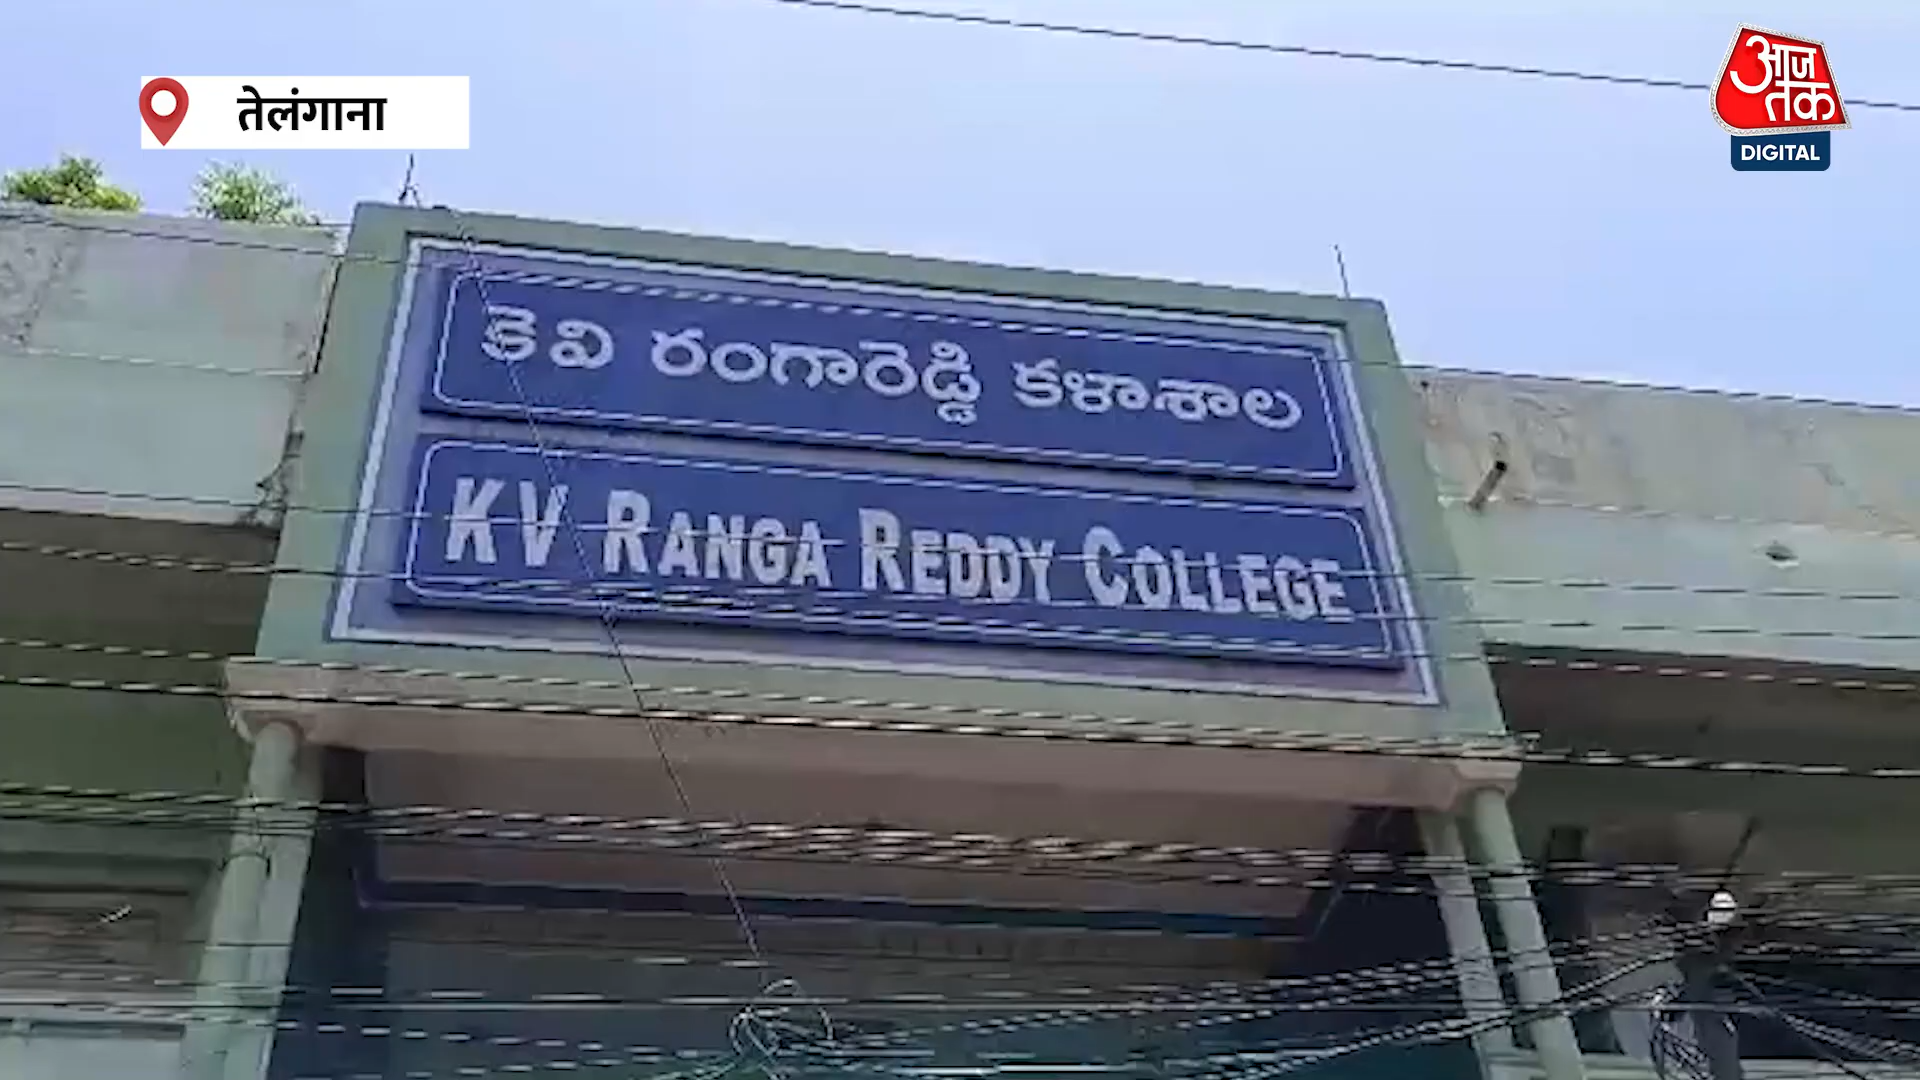 तेलंगाना
आज
तक
DIGITAL
కెవి రంగారెడ్డి కళాశాల
KV RANGA REDDY COLLEGE